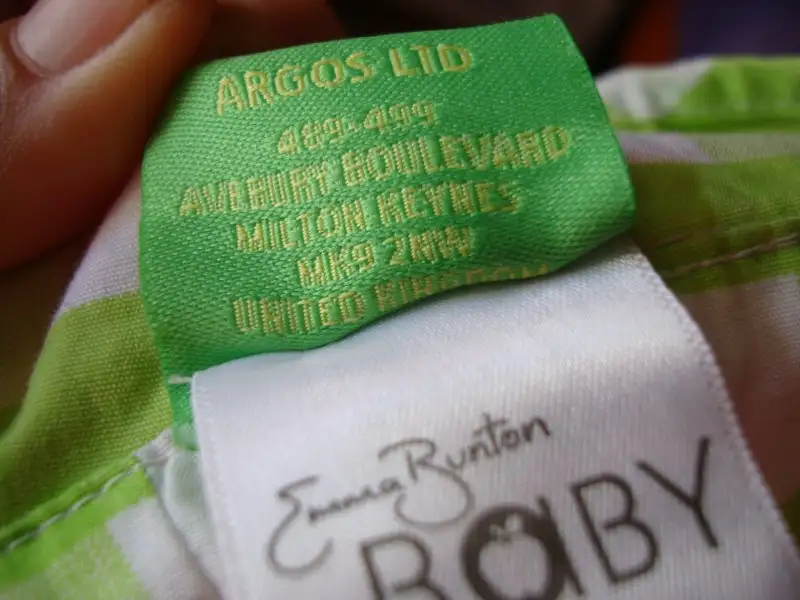 ARGOS LTD
489-499
AVEBURY BOULEVARD
MILTON KEYNES
MK9 2NW
UNITED KINGDOM
Emma Bunton
BABY